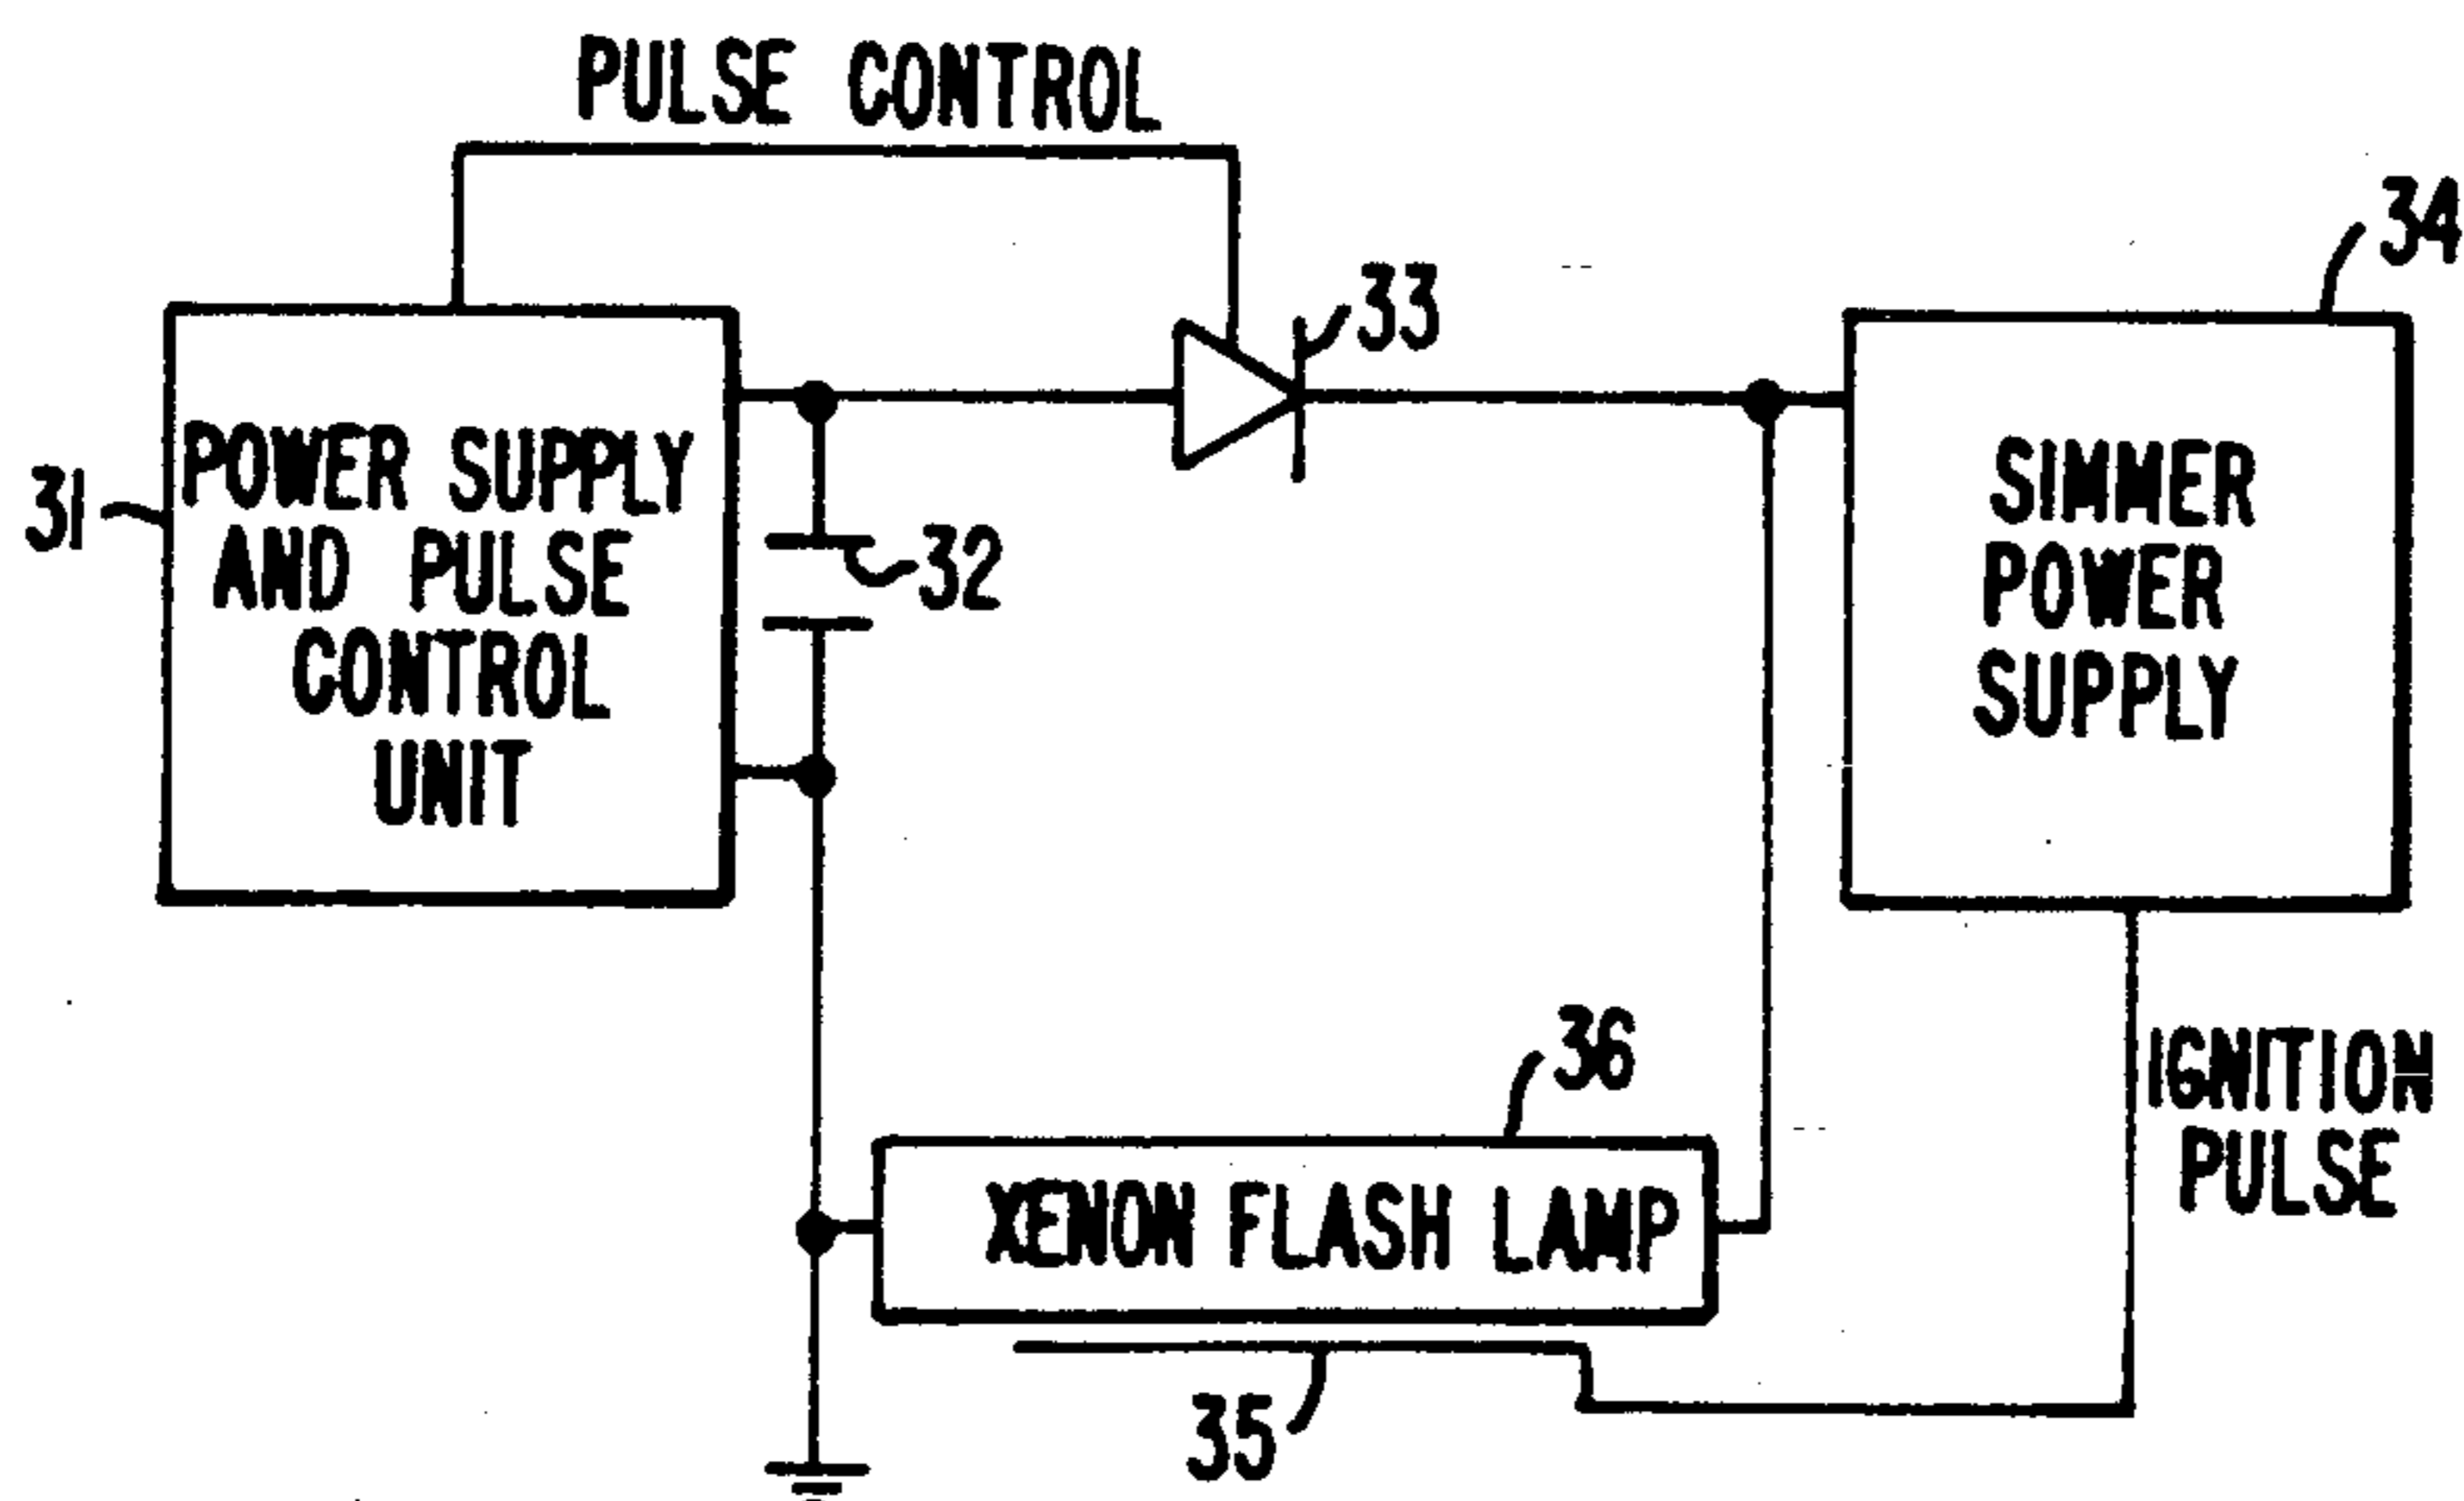 PULSE CONTROL
34
33
31
POWER SUPPLY
AND PULSE
CONTROL
UNIT
32
SIMMER
POWER
SUPPLY
36
IGNITION
PULSE
XENON FLASH LAMP
35